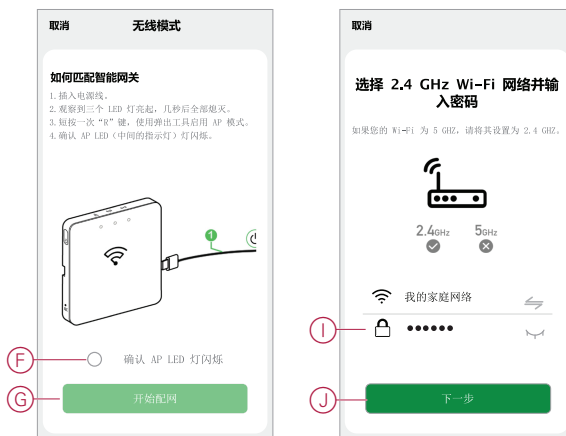 取消 无线模式
如何匹配智能网关
1.插入电源线。
2.观察到三个 LED 灯亮起，几秒后全部熄灭。
3.短按一次“R”键，使用弹出工具启用 AP 模式。
4.确认 AP LED（中间的指示灯）灯闪烁。
1
F 确认 AP LED 灯闪烁
G 开始配网
取消
选择 2.4 GHz Wi-Fi 网络并输
入密码
如果您的 Wi-Fi 为 5 GHZ，请将其设置为 2.4 GHZ。
2.4GHz 5GHz
我的家庭网络
I ●●●●●●
J 下一步